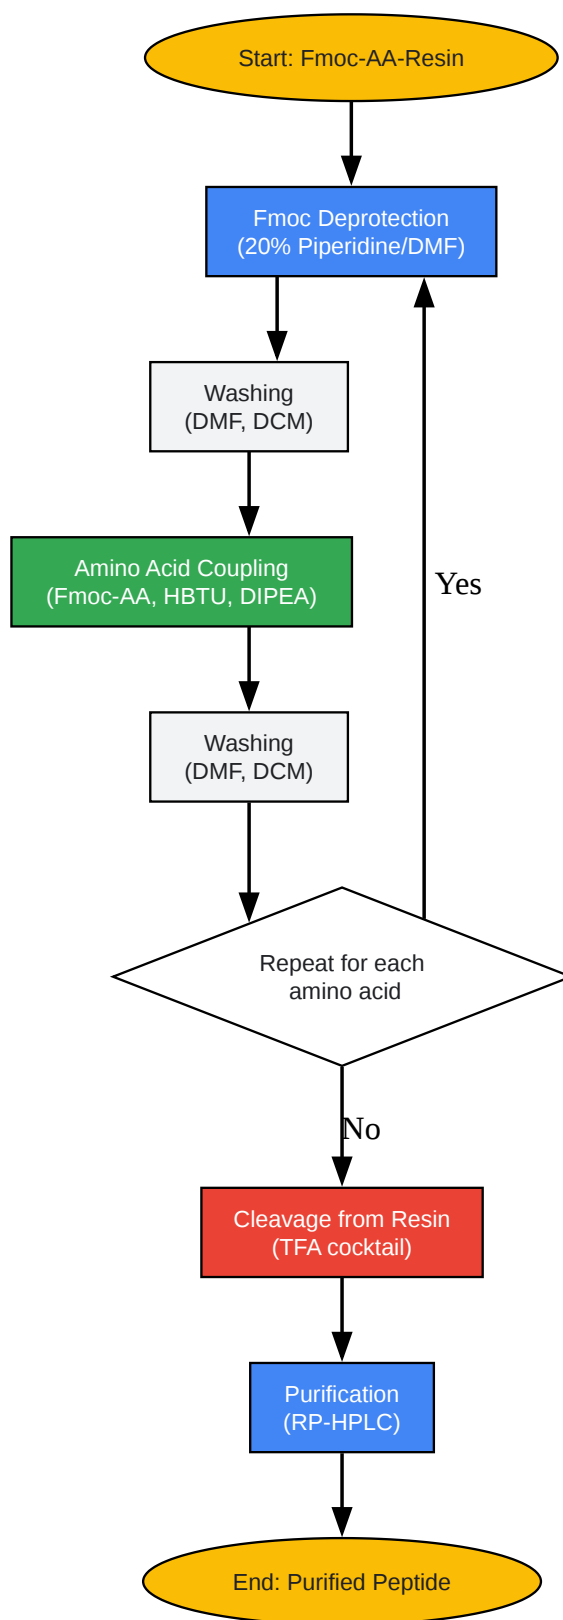 Start: Fmoc-AA-Resin
Fmoc Deprotection
(20% Piperidine/DMF)
Washing
(DMF, DCM)
Amino Acid Coupling
(Fmoc-AA, HBTU, DIPEA)
Yes
Washing
(DMF, DCM)
Repeat for each
amino acid
No
Cleavage from Resin
(TFA cocktail)
Purification
(RP-HPLC)
End: Purified Peptide